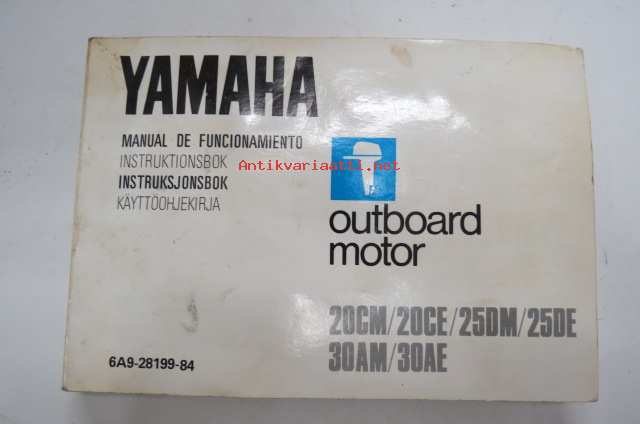 YAMAHA
MANUAL DE FUNCIONAMIENTO
INSTRUKTIONSBOK
INSTRUKSJONSBOK
KÄYTTÖOHJEKIRJA
Antikvariaatil.net
outboard
motor
20CM/20CE/25DM/25DE
30AM/30AE
6A9-28199-84